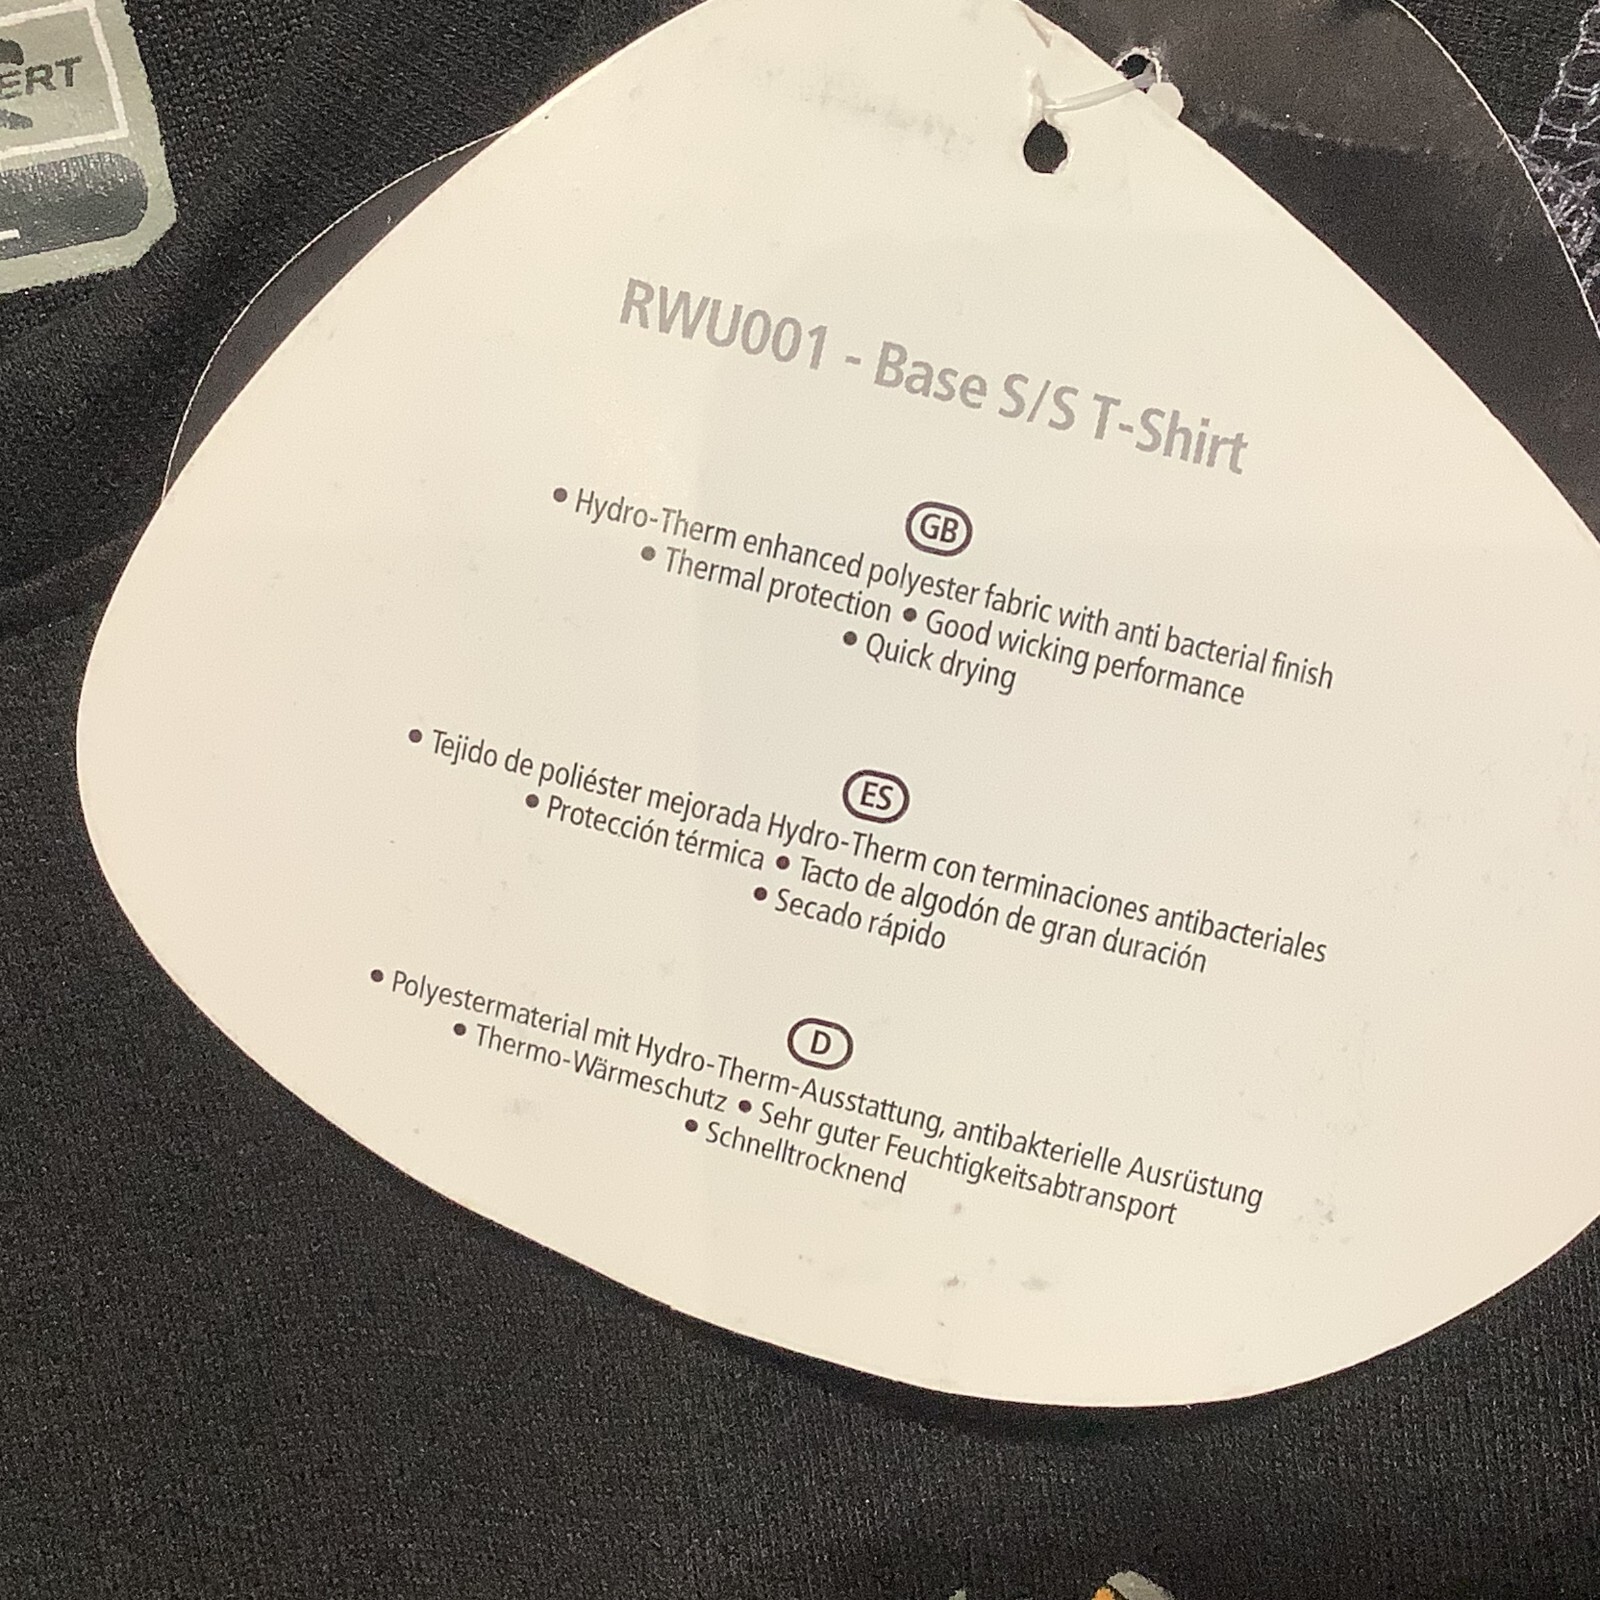 ERT
L
RWU001 - Base S/S T-Shirt
GB
• Hydro-Therm enhanced polyester fabric with anti bacterial finish
• Thermal protection • Good wicking performance
• Quick drying
ES
• Tejido de poliéster mejorada Hydro-Therm con terminaciones antibacteriales
• Protección térmica • Tacto de algodón de gran duración
• Secado rápido
D
• Polyestermaterial mit Hydro-Therm-Ausstattung, antibakterielle Ausrüstung
• Thermo-Wärmeschutz • Sehr guter Feuchtigkeitsabtransport
• Schnelltrocknend